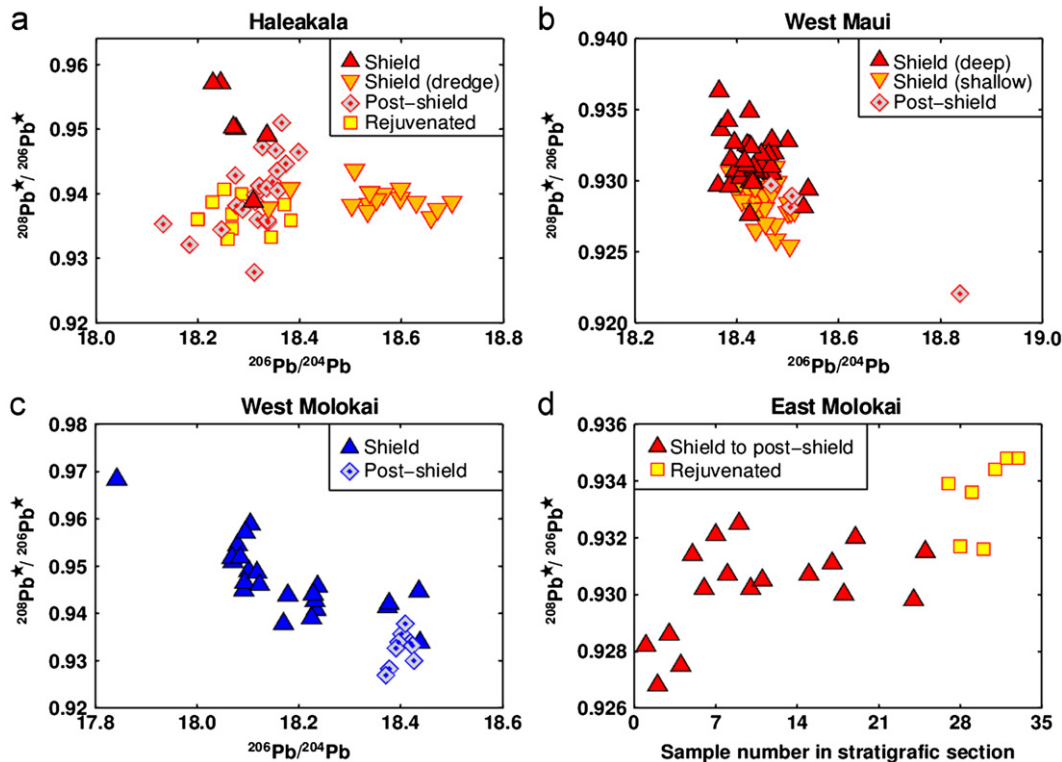 a
Haleakala
Shield
Shield (dredge)
Post-shield
Rejuvenated
0.96
0.95
0.94
0.93
0.92
²⁰⁸Pb★/ ²⁰⁶Pb★
18.0 18.2 18.4 18.6 18.8
²⁰⁶Pb/²⁰⁴Pb
b
West Maui
Shield (deep)
Shield (shallow)
Post-shield
0.940
0.935
0.930
0.925
0.920
²⁰⁸Pb★/ ²⁰⁶Pb★
18.2 18.4 18.6 18.8 19.0
²⁰⁶Pb/²⁰⁴Pb
c
West Molokai
Shield
Post-shield
0.98
0.97
0.96
0.95
0.94
0.93
0.92
²⁰⁸Pb★/ ²⁰⁶Pb★
17.8 18.0 18.2 18.4 18.6
²⁰⁶Pb/²⁰⁴Pb
d
East Molokai
Shield to post-shield
Rejuvenated
0.936
0.934
0.932
0.930
0.928
0.926
²⁰⁸Pb★/ ²⁰⁶Pb★
0 7 14 21 28 35
Sample number in stratigrafic section